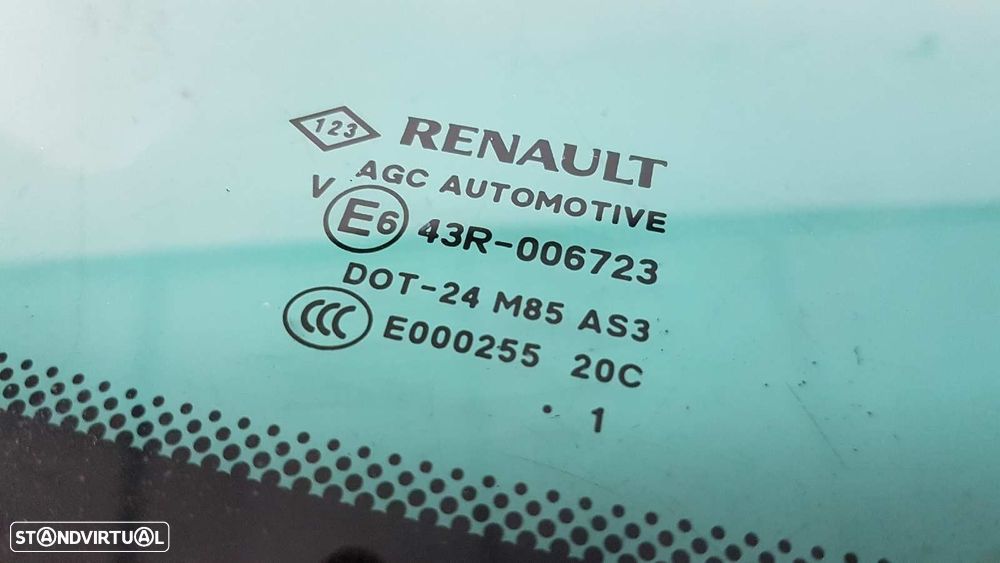 123 RENAULT
AGC AUTOMOTIVE
V E6 43R-006723
DOT-24 M85 AS3
CCC E000255 20C
. 1
STANDVIRTUAL